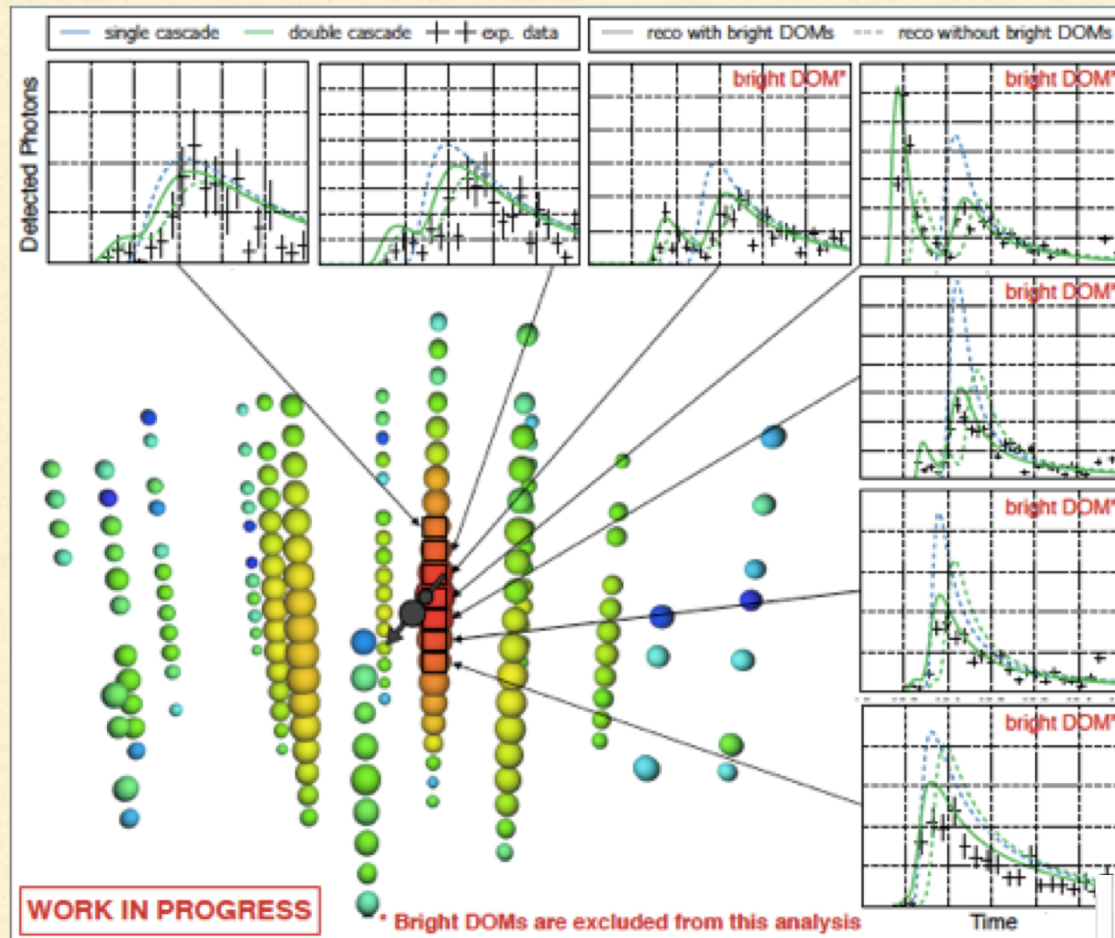 single cascade double cascade exp. data reco with bright DOMs reco without bright DOMs
Detected Photons
bright DOM*
bright DOM*
bright DOM*
bright DOM*
bright DOM*
WORK IN PROGRESS
* Bright DOMs are excluded from this analysis
Time